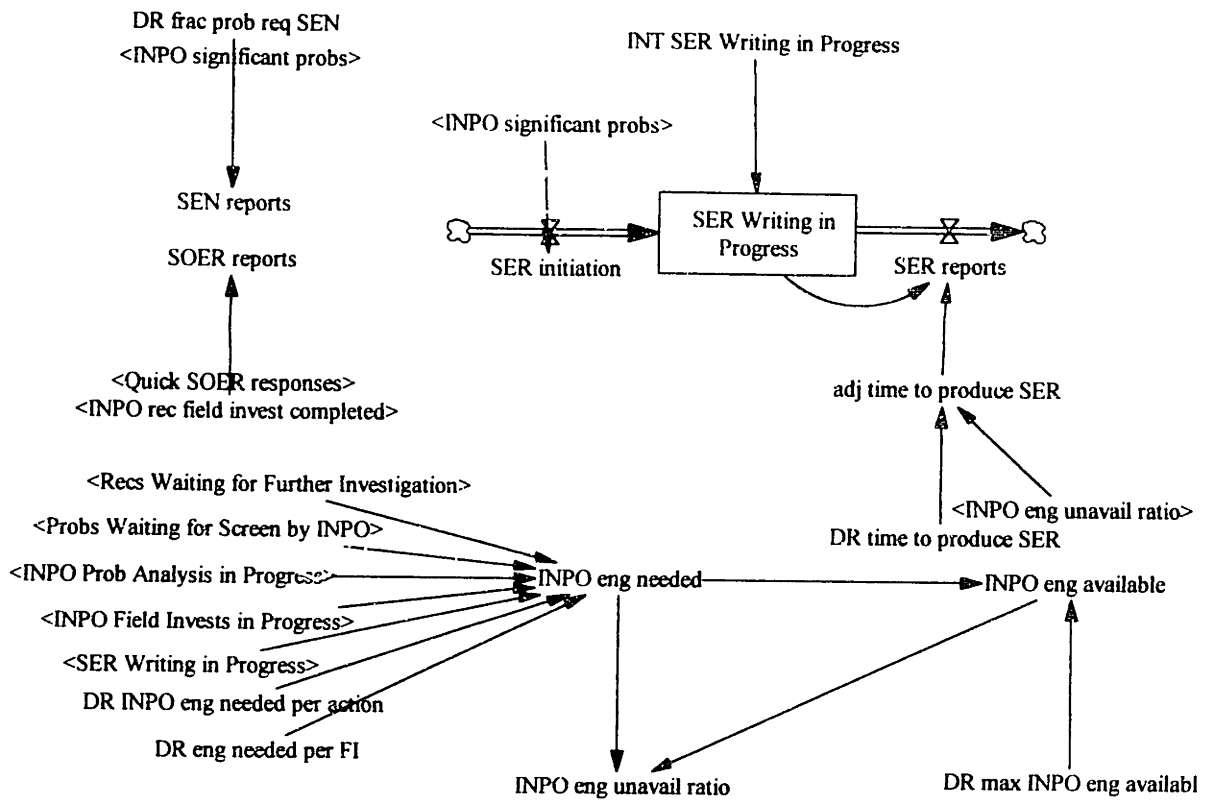 DR frac prob req SEN
<INPO significant probs>
INT SER Writing in Progress
<INPO significant probs>
SEN reports
SOER reports
SER initiation
SER Writing in
Progress
SER reports
<Quick SOER responses>
<INPO rec field invest completed>
adj time to produce SER
<Recs Waiting for Further Investigation>
<INPO eng unavail ratio>
<Probs Waiting for Screen by INPO>
DR time to produce SER
<INPO Prob Analysis in Progress>
INPO eng needed
INPO eng available
<INPO Field Invests in Progress>
<SER Writing in Progress>
DR INPO eng needed per action
DR eng needed per FI
INPO eng unavail ratio
DR max INPO eng availabl